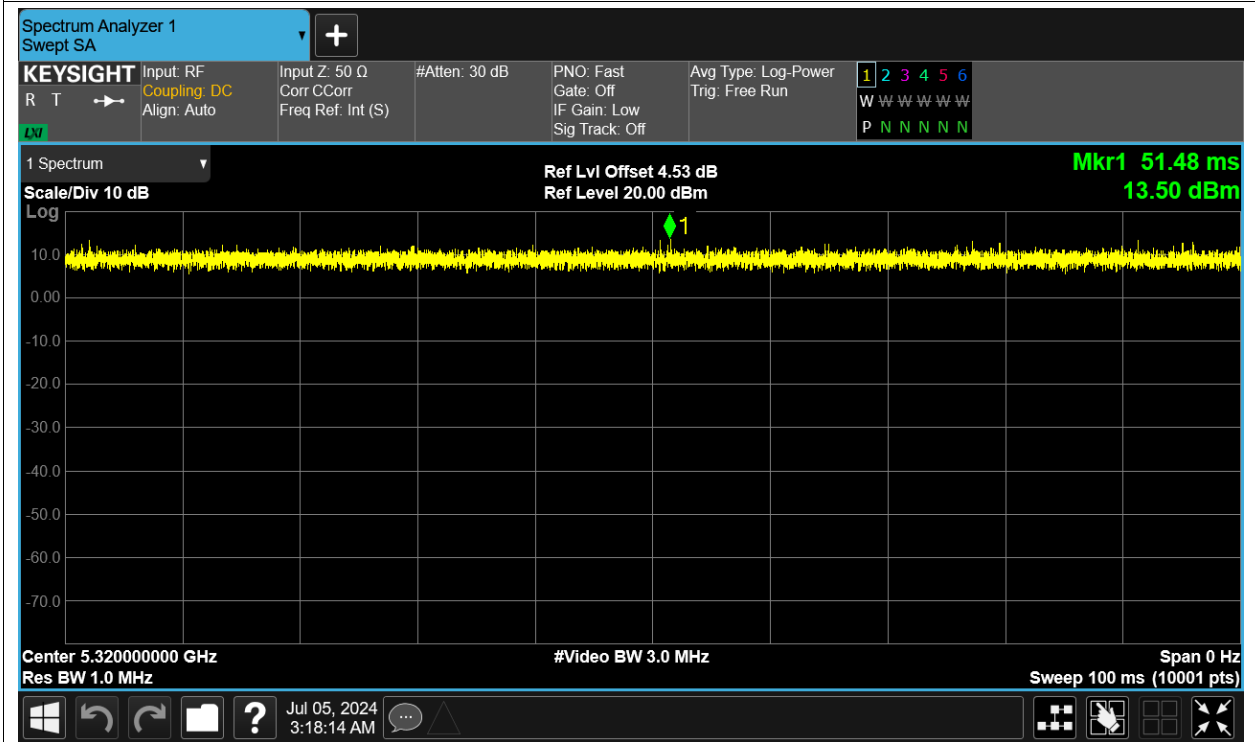 Spectrum Analyzer 1
Swept SA
KEYSIGHT
R T
LXI
Input: RF
Coupling: DC
Align: Auto
Input Z: 50 Ω
Corr CCorr
Freq Ref: Int (S)
#Atten: 30 dB
PNO: Fast
Gate: Off
IF Gain: Low
Sig Track: Off
Avg Type: Log-Power
Trig: Free Run
1 2 3 4 5 6
W W W W W W
P N N N N N
1 Spectrum
Scale/Div 10 dB
Log
Ref Lvl Offset 4.53 dB
Ref Level 20.00 dBm
Mkr1 51.48 ms
13.50 dBm
1
10.0
0.00
-10.0
-20.0
-30.0
-40.0
-50.0
-60.0
-70.0
Center 5.320000000 GHz
Res BW 1.0 MHz
#Video BW 3.0 MHz
Span 0 Hz
Sweep 100 ms (10001 pts)
?
Jul 05, 2024
3:18:14 AM